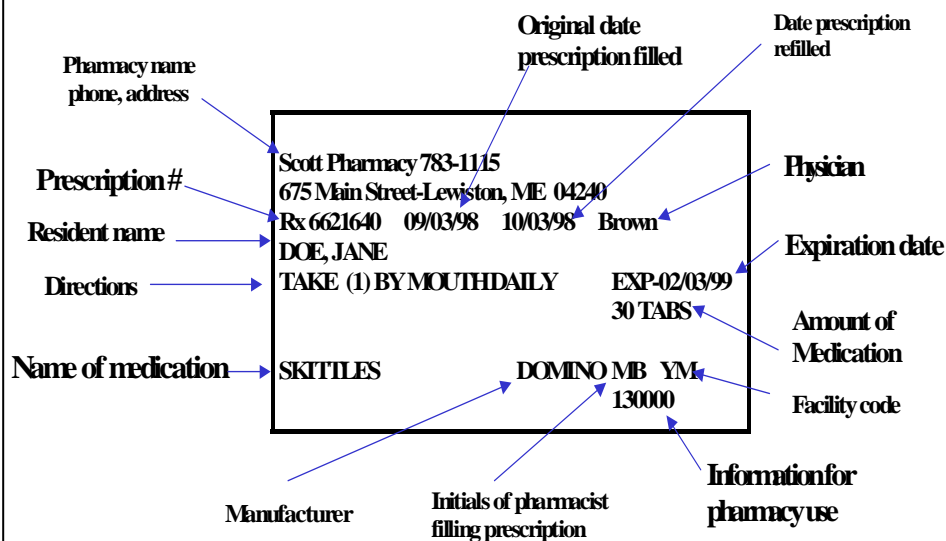 Original date
prescription filled
Date prescription
refilled
Pharmacy name
phone, address
Scott Pharmacy 783-1115
675 Main Street-Lewiston, ME 04240
Rx 6621640 09/03/98 10/03/98 Brown
DOE, JANE
TAKE (1) BY MOUTH DAILY EXP-02/03/99
30 TABS
SKITTLES DOMINO MB YM
130000
Prescription #
Resident name
Directions
Name of medication
Physician
Expiration date
Amount of
Medication
Facility code
Manufacturer
Initials of pharmacist
filling prescription
Information for
pharmacy use